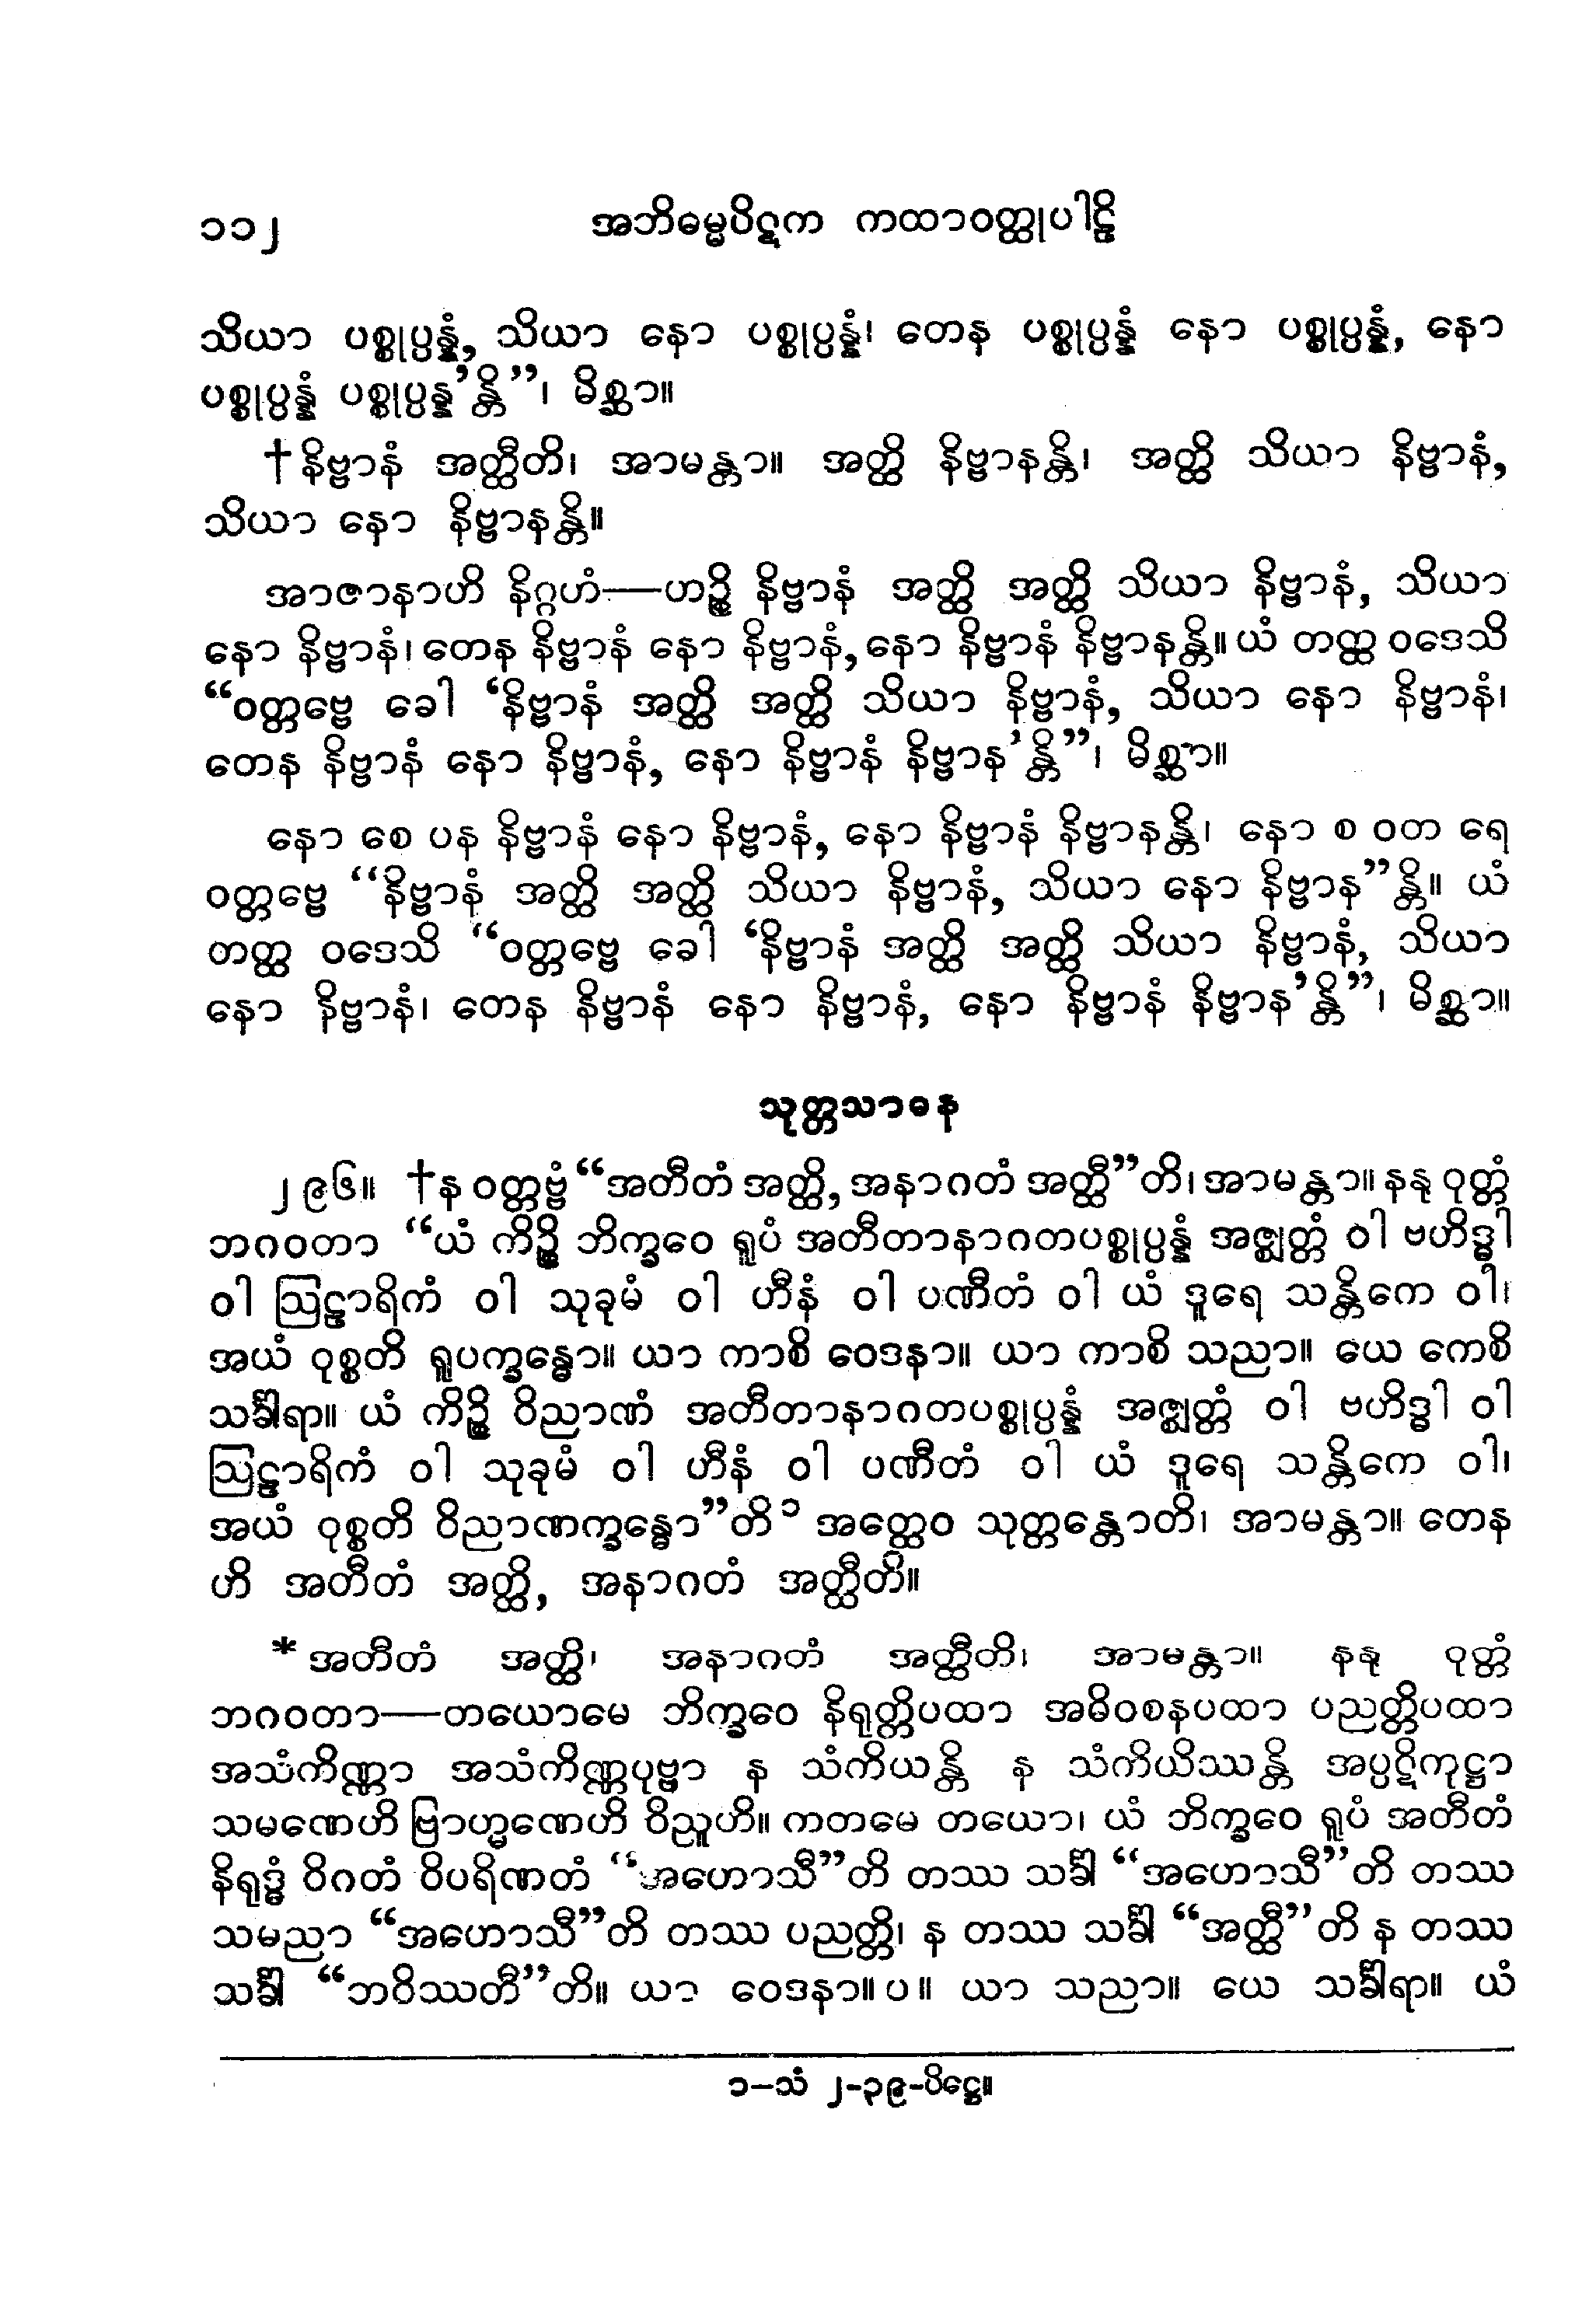 ၁၁၂ အဘိဓမ္မပိဋက ကထာဝတ္ထုပါဠိ
သိယာ ပစ္စုပ္ပန္နံ, သိယာ နော ပစ္စုပ္ပန္နံ၊ တေန ပစ္စုပ္ပန္နံ နော ပစ္စုပ္ပန္နံ, နော
ပစ္စုပ္ပန္နံ ပစ္စုပ္ပန္န’န္တိ”၊ မိစ္ဆာ။
†နိဗ္ဗာနံ အတ္ထီတိ၊ အာမန္တာ။ အတ္ထိ နိဗ္ဗာနန္တိ၊ အတ္ထိ သိယာ နိဗ္ဗာနံ,
သိယာ နော နိဗ္ဗာနန္တိ။
အာဇာနာဟိ နိဂ္ဂဟံ—ဟဉ္စိ နိဗ္ဗာနံ အတ္ထိ အတ္ထိ သိယာ နိဗ္ဗာနံ, သိယာ
နော နိဗ္ဗာနံ၊ တေန နိဗ္ဗာနံ နော နိဗ္ဗာနံ, နော နိဗ္ဗာနံ နိဗ္ဗာနန္တိ။ ယံ တတ္ထ ဝဒေသိ
“ဝတ္တဗ္ဗေ ခေါ ‘နိဗ္ဗာနံ အတ္ထိ အတ္ထိ သိယာ နိဗ္ဗာနံ, သိယာ နော နိဗ္ဗာနံ၊
တေန နိဗ္ဗာနံ နော နိဗ္ဗာနံ, နော နိဗ္ဗာနံ နိဗ္ဗာန’န္တိ”၊ မိစ္ဆာ။
နော စေ ပန နိဗ္ဗာနံ နော နိဗ္ဗာနံ, နော နိဗ္ဗာနံ နိဗ္ဗာနန္တိ၊ နော စ ဝတ ရေ
ဝတ္တဗ္ဗေ “နိဗ္ဗာနံ အတ္ထိ အတ္ထိ သိယာ နိဗ္ဗာနံ, သိယာ နော နိဗ္ဗာန”န္တိ။ ယံ
တတ္ထ ဝဒေသိ “ဝတ္တဗ္ဗေ ခေါ ‘နိဗ္ဗာနံ အတ္ထိ အတ္ထိ သိယာ နိဗ္ဗာနံ, သိယာ
နော နိဗ္ဗာနံ၊ တေန နိဗ္ဗာနံ နော နိဗ္ဗာနံ, နော နိဗ္ဗာနံ နိဗ္ဗာန’န္တိ”၊ မိစ္ဆာ။
သုတ္တသာဓန
၂၉၆။ †န ဝတ္တဗ္ဗံ “အတီတံ အတ္ထိ, အနာဂတံ အတ္ထီ”တိ၊ အာမန္တာ။ နနု ဝုတ္တံ
ဘဂဝတာ “ယံ ကိဉ္စိ ဘိက္ခဝေ ရူပံ အတီတာနာဂတပစ္စုပ္ပန္နံ အဇ္ဈတ္တံ ဝါ ဗဟိဒ္ဓါ
ဝါ ဩဠာရိကံ ဝါ သုခုမံ ဝါ ဟီနံ ဝါ ပဏီတံ ဝါ ယံ ဒူရေ သန္တိကေ ဝါ၊
အယံ ဝုစ္စတိ ရူပက္ခန္ဓော။ ယာ ကာစိ ဝေဒနာ။ ယာ ကာစိ သညာ။ ယေ ကေစိ
သင်္ခါရာ။ ယံ ကိဉ္စိ ဝိညာဏံ အတီတာနာဂတပစ္စုပ္ပန္နံ အဇ္ဈတ္တံ ဝါ ဗဟိဒ္ဓါ ဝါ
ဩဠာရိကံ ဝါ သုခုမံ ဝါ ဟီနံ ဝါ ပဏီတံ ဝါ ယံ ဒူရေ သန္တိကေ ဝါ၊
အယံ ဝုစ္စတိ ဝိညာဏက္ခန္ဓော”တိ ၁ အတ္ထေဝ သုတ္တန္တောတိ၊ အာမန္တာ။ တေန
ဟိ အတီတံ အတ္ထိ, အနာဂတံ အတ္ထီတိ။
*အတီတံ အတ္ထိ၊ အနာဂတံ အတ္ထီတိ၊ အာမန္တာ။ နနု ဝုတ္တံ
ဘဂဝတာ—တယောမေ ဘိက္ခဝေ နိရုတ္တိပထာ အဓိဝစနပထာ ပညတ္တိပထာ
အသံကိဏ္ဏာ အသံကိဏ္ဏပုဗ္ဗာ န သံကိယန္တိ န သံကိယိဿန္တိ အပ္ပဋိကုဋ္ဌာ
သမဏေဟိ ဗြာဟ္မဏေဟိ ဝိညူဟိ။ ကတမေ တယော၊ ယံ ဘိက္ခဝေ ရူပံ အတီတံ
နိရုဒ္ဓံ ဝိဂတံ ဝိပရိဏတံ “အဟောသီ”တိ တဿ သင်္ခါ “အဟောသီ”တိ တဿ
သမညာ “အဟောသီ”တိ တဿ ပညတ္တိ၊ န တဿ သင်္ခါ “အတ္ထီ”တိ န တဿ
သင်္ခါ “ဘဝိဿတီ”တိ။ ယာ ဝေဒနာ။ ပ။ ယာ သညာ။ ယေ သင်္ခါရာ။ ယံ
၁–သံ ၂-၃၉-ပိဋ္ဌေ။